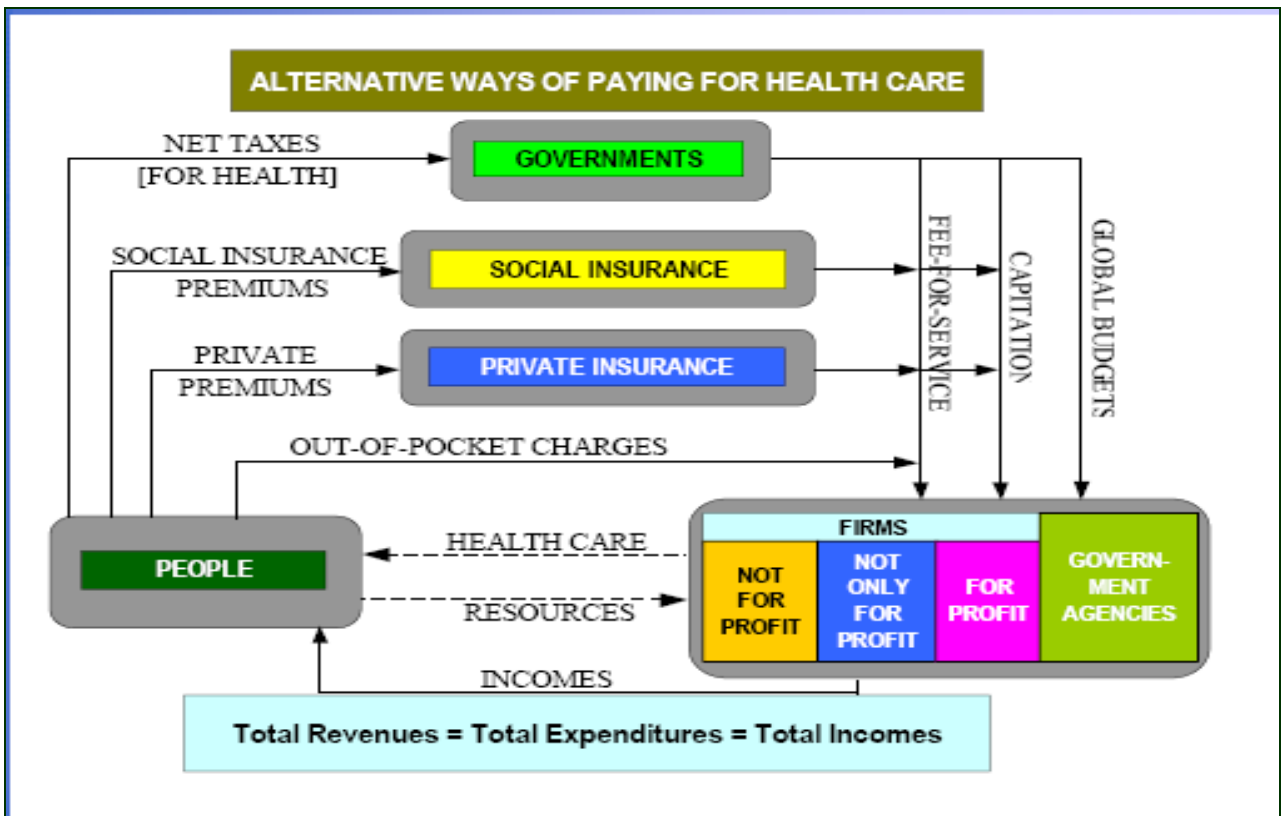 ALTERNATIVE WAYS OF PAYING FOR HEALTH CARE
NET TAXES
[FOR HEALTH]
GOVERNMENTS
SOCIAL INSURANCE
PREMIUMS
SOCIAL INSURANCE
PRIVATE
PREMIUMS
PRIVATE INSURANCE
FEE-FOR-SERVICE
CAPITATION
GLOBAL BUDGETS
OUT-OF-POCKET CHARGES
PEOPLE
HEALTH CARE
RESOURCES
INCOMES
FIRMS
NOT
FOR
PROFIT
NOT
ONLY
FOR
PROFIT
FOR
PROFIT
GOVERN-
MENT
AGENCIES
Total Revenues = Total Expenditures = Total Incomes